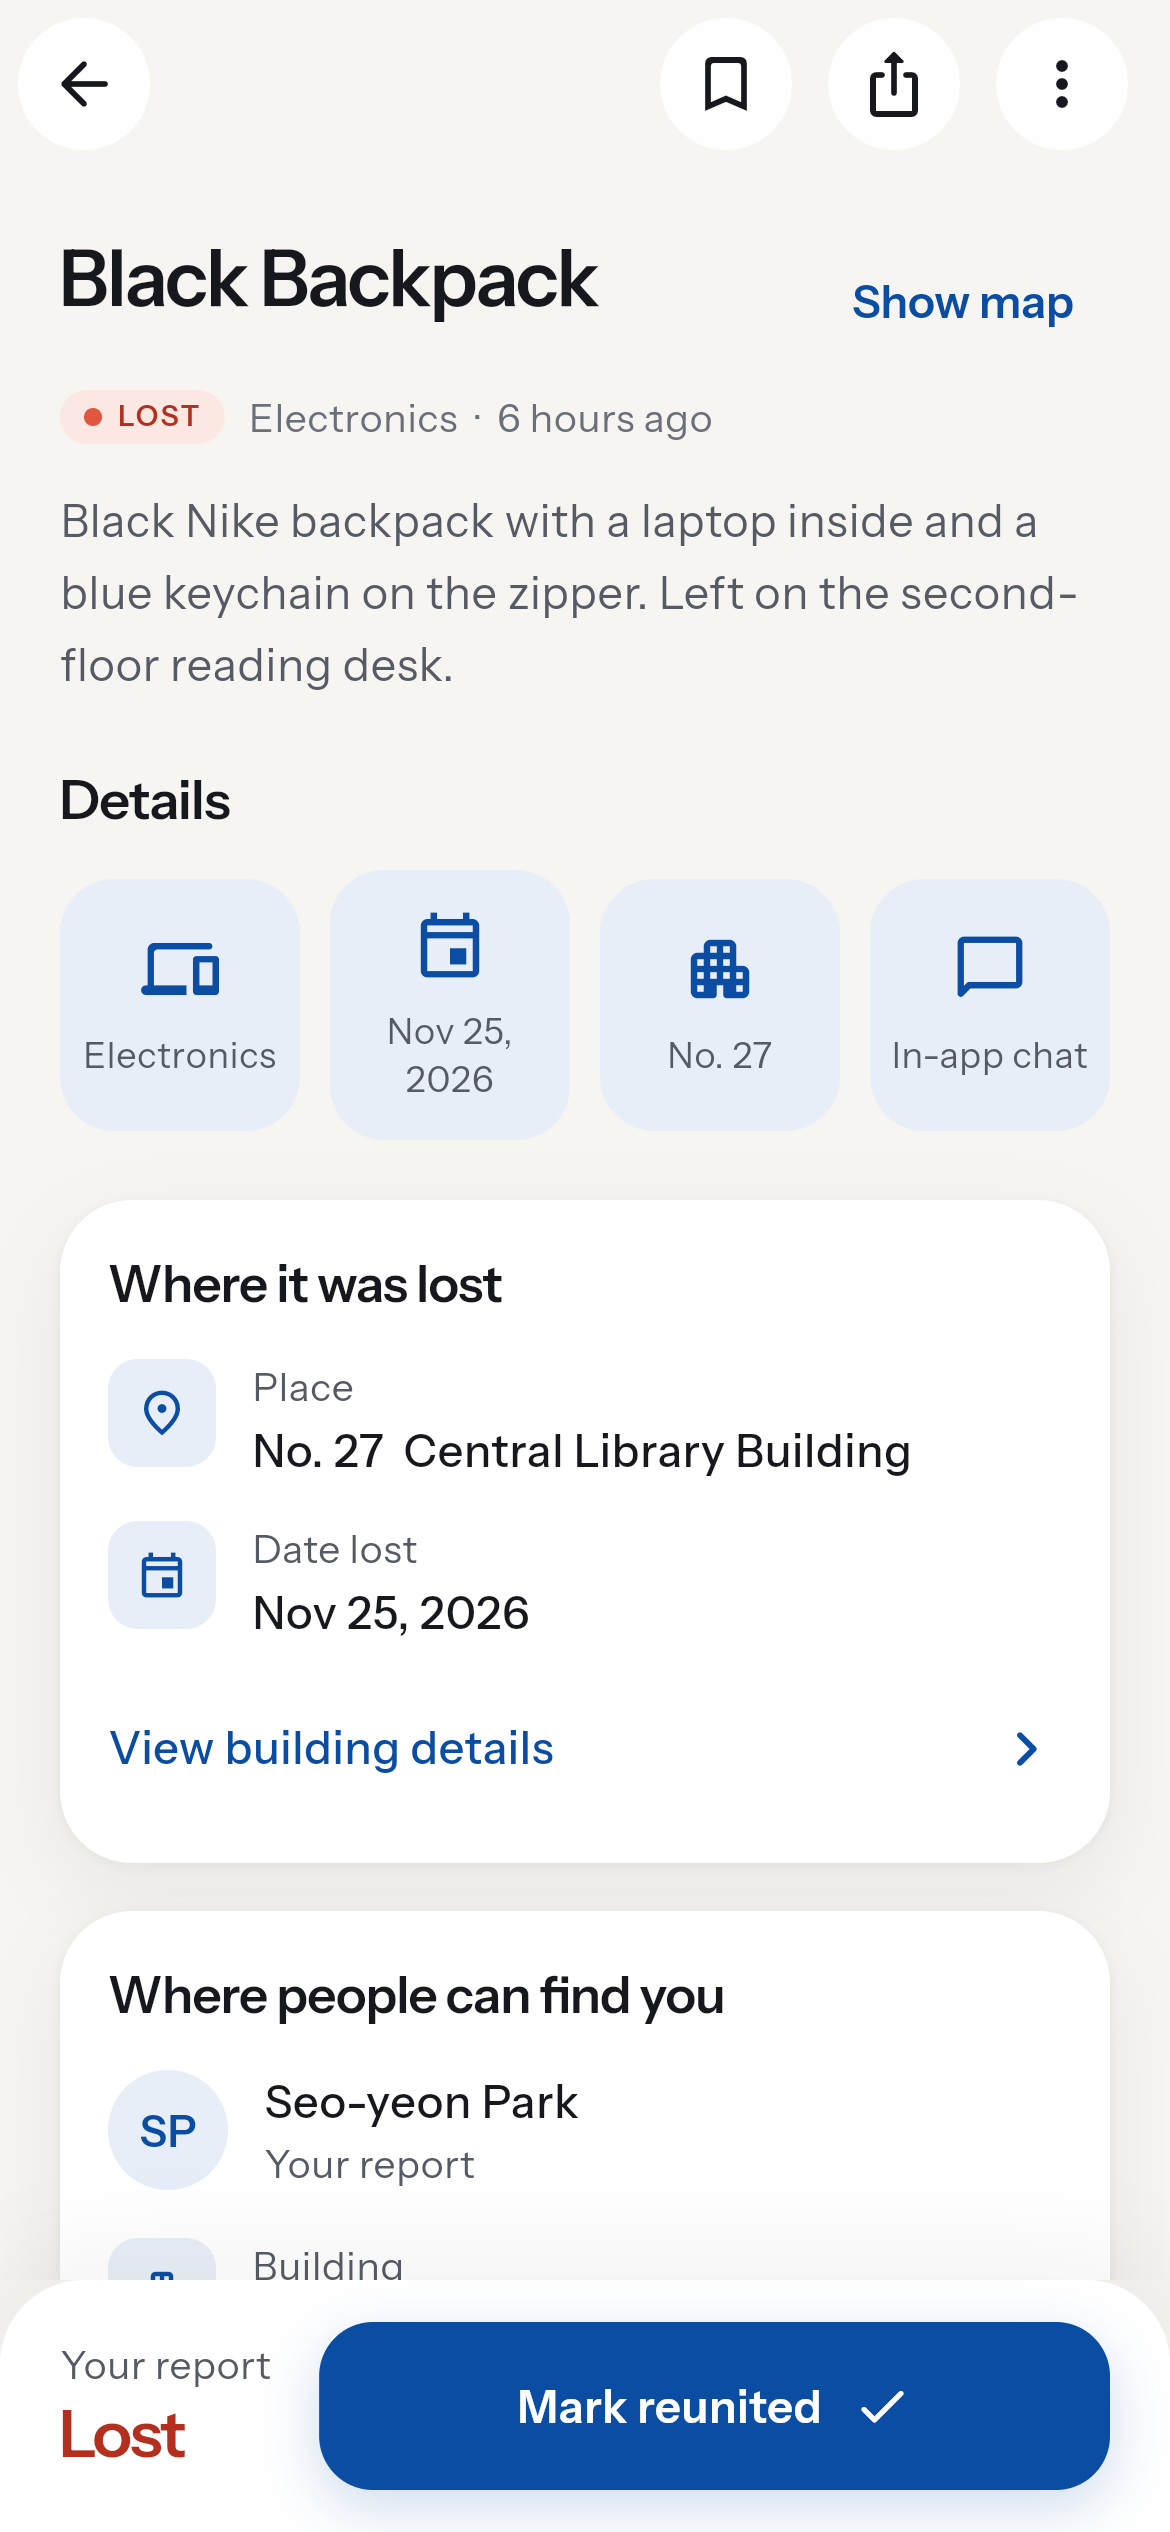 Black Backpack
Show map
LOST
Electronics · 6 hours ago
Black Nike backpack with a laptop inside and a
blue keychain on the zipper. Left on the second-
floor reading desk.
Details
Electronics
Nov 25,
2026
No. 27
In-app chat
Where it was lost
Place
No. 27 Central Library Building
Date lost
Nov 25, 2026
View building details
Where people can find you
SP
Seo-yeon Park
Your report
Building
Your report
Lost
Mark reunited